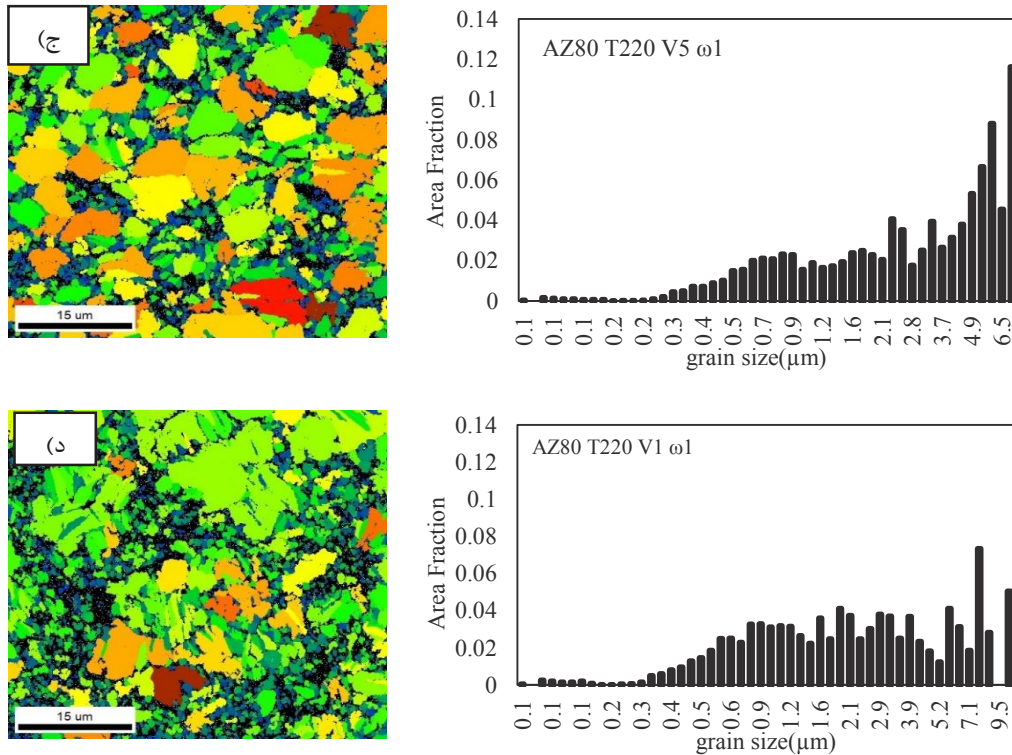 ج)
15 um
AZ80 T220 V5 ω1
0.14
0.12
0.1
0.08
0.06
0.04
0.02
0
Area Fraction
0.1 0.1 0.1 0.2 0.2 0.3 0.4 0.5 0.7 0.9 1.2 1.6 2.1 2.8 3.7 4.9 6.5
grain size(µm)
د)
15 um
AZ80 T220 V1 ω1
0.14
0.12
0.1
0.08
0.06
0.04
0.02
0
Area Fraction
0.1 0.1 0.1 0.2 0.2 0.3 0.5 0.6 0.9 1.2 1.6 2.1 2.9 3.9 5.2 7.1 9.5
grain size(µm)